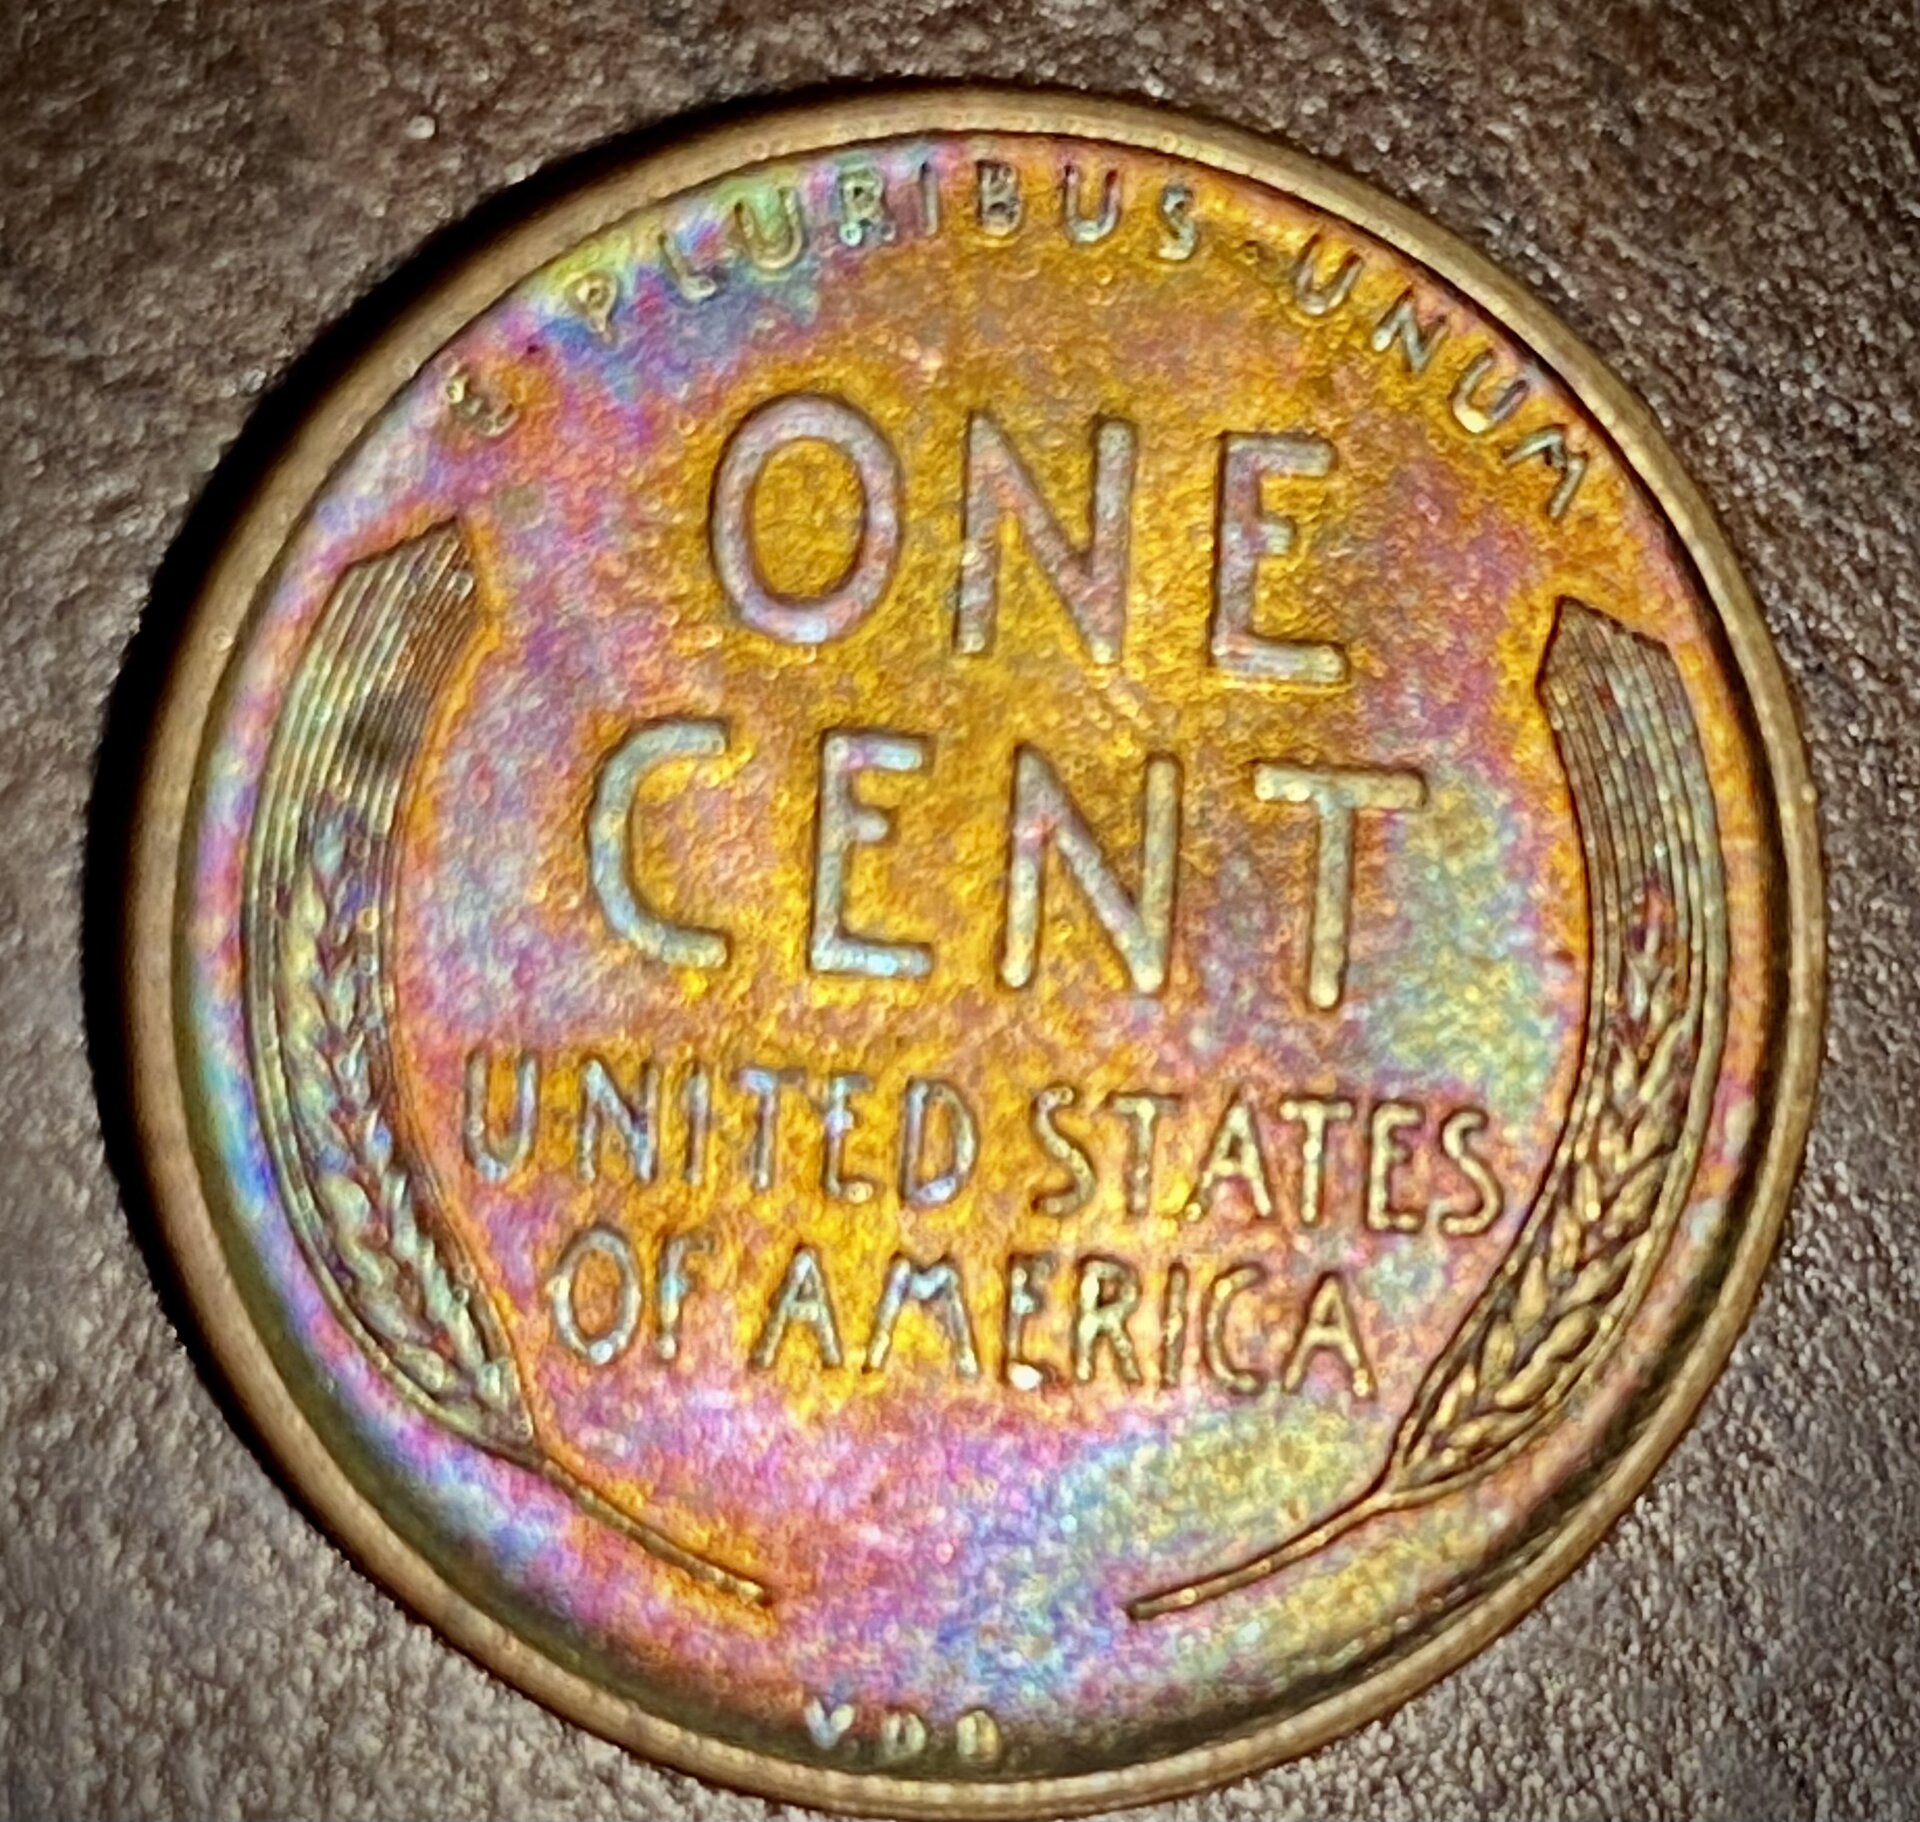 E PLURIBUS · UNUM
ONE
CENT
UNITED STATES
OF AMERICA
VDB